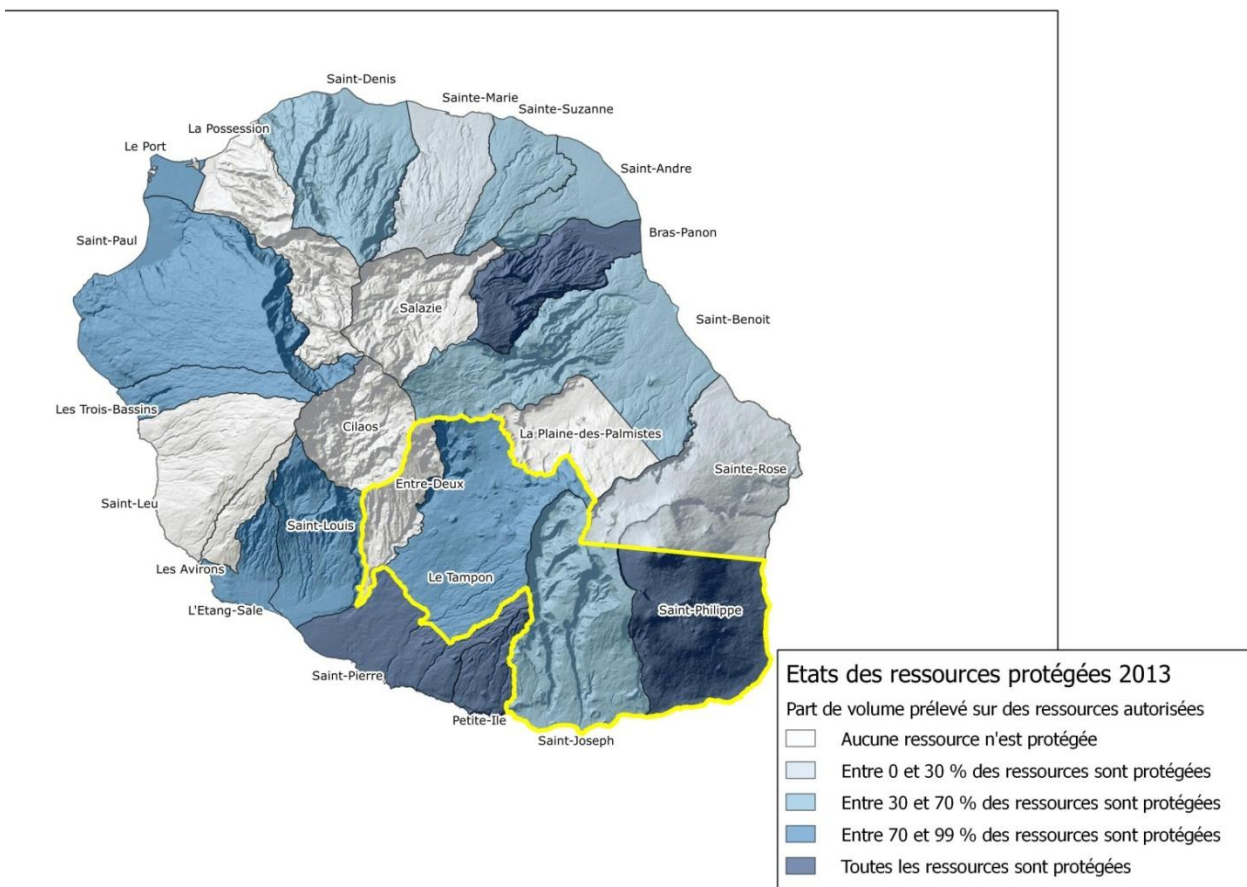 Saint-Denis
Sainte-Marie
Sainte-Suzanne
La Possession
Le Port
Saint-Andre
Bras-Panon
Saint-Paul
Salazie
Saint-Benoit
Les Trois-Bassins
Cilaos
La Plaine-des-Palmistes
Sainte-Rose
Entre-Deux
Saint-Leu
Saint-Louis
Les Avirons
Le Tampon
L'Etang-Sale
Saint-Philippe
Saint-Pierre
Petite-Ile
Saint-Joseph
Etats des ressources protégées 2013
Part de volume prélevé sur des ressources autorisées
Aucune ressource n'est protégée
Entre 0 et 30 % des ressources sont protégées
Entre 30 et 70 % des ressources sont protégées
Entre 70 et 99 % des ressources sont protégées
Toutes les ressources sont protégées